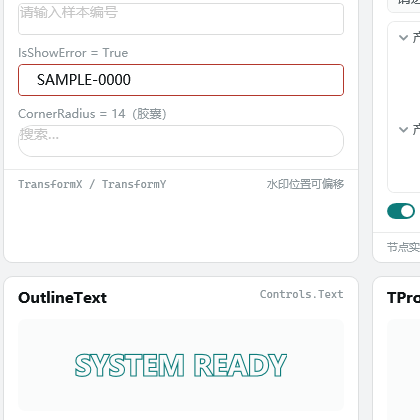 请输入样本编号
IsShowError = True
SAMPLE-0000
CornerRadius = 14（胶囊）
搜索...
TransformX / TransformY
水印位置可偏移
节点实
OutlineText
Controls.Text
TPro
SYSTEM READY